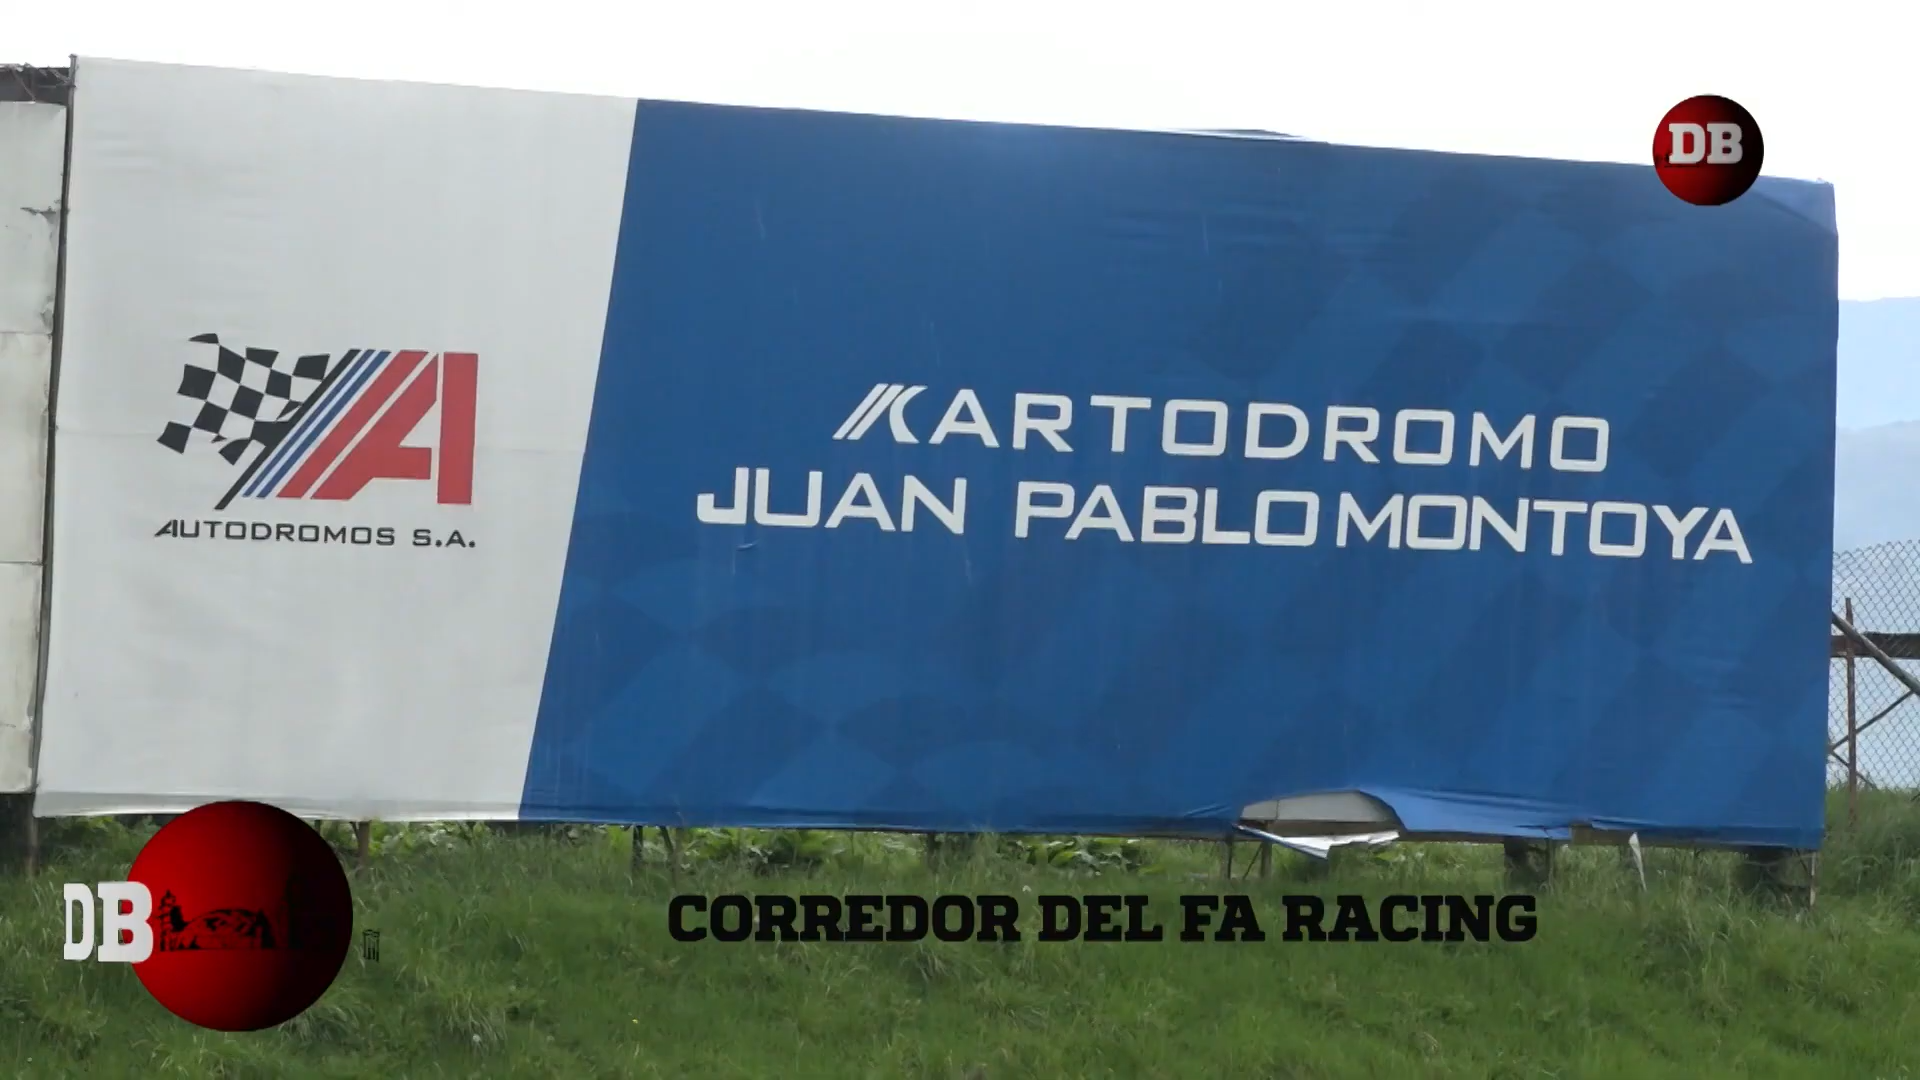 DB
KARTODROMO
JUAN PABLO MONTOYA
AUTODROMOS S.A.
DB
CORREDOR DEL FA RACING